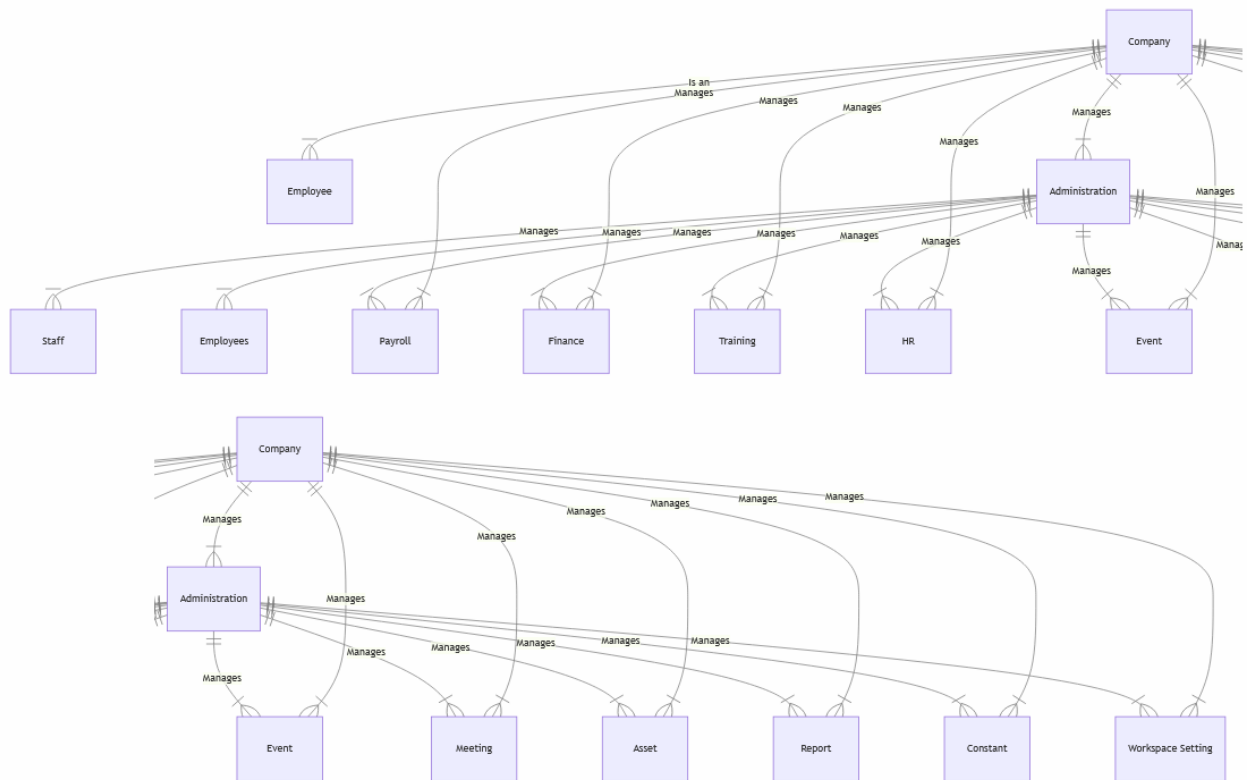 Company
Is an
Manages
Manages
Manages
Manages
Manages
Employee
Administration
Manages
Manages
Manages
Manages
Manages
Manages
Manages
Manages
Manages
Staff
Employees
Payroll
Finance
Training
HR
Event
Company
Manages
Manages
Manages
Manages
Manages
Manages
Administration
Manages
Manages
Manages
Manages
Manages
Manages
Manages
Event
Meeting
Asset
Report
Constant
Workspace Setting